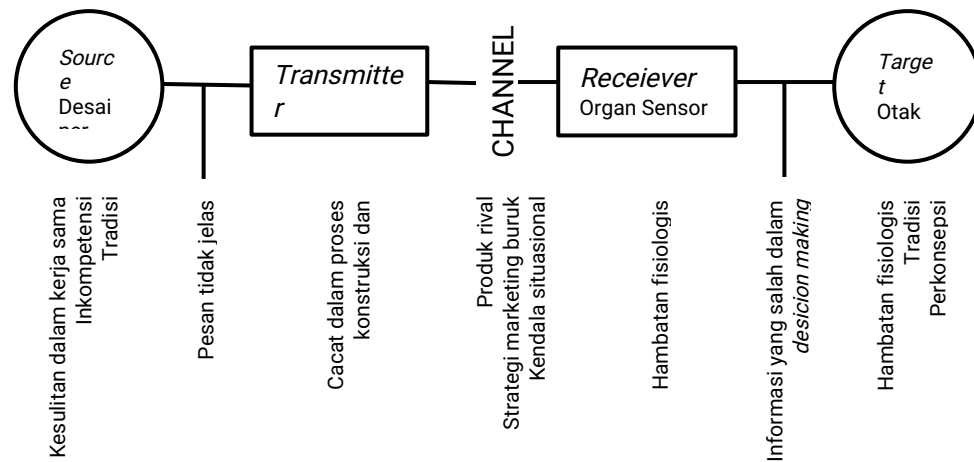 Sourc
e
Desai
Transmitte
r
CHANNEL
Receiever
Organ Sensor
Targe
t
Otak
Kesulitan dalam kerja sama
Inkompetensi
Tradisi
Pesan tidak jelas
Cacat dalam proses
konstruksi dan
Produk rival
Strategi marketing buruk
Kendala situasional
Hambatan fisiologis
Informasi yang salah dalam
desicion making
Hambatan fisiologis
Tradisi
Perkonsepsi